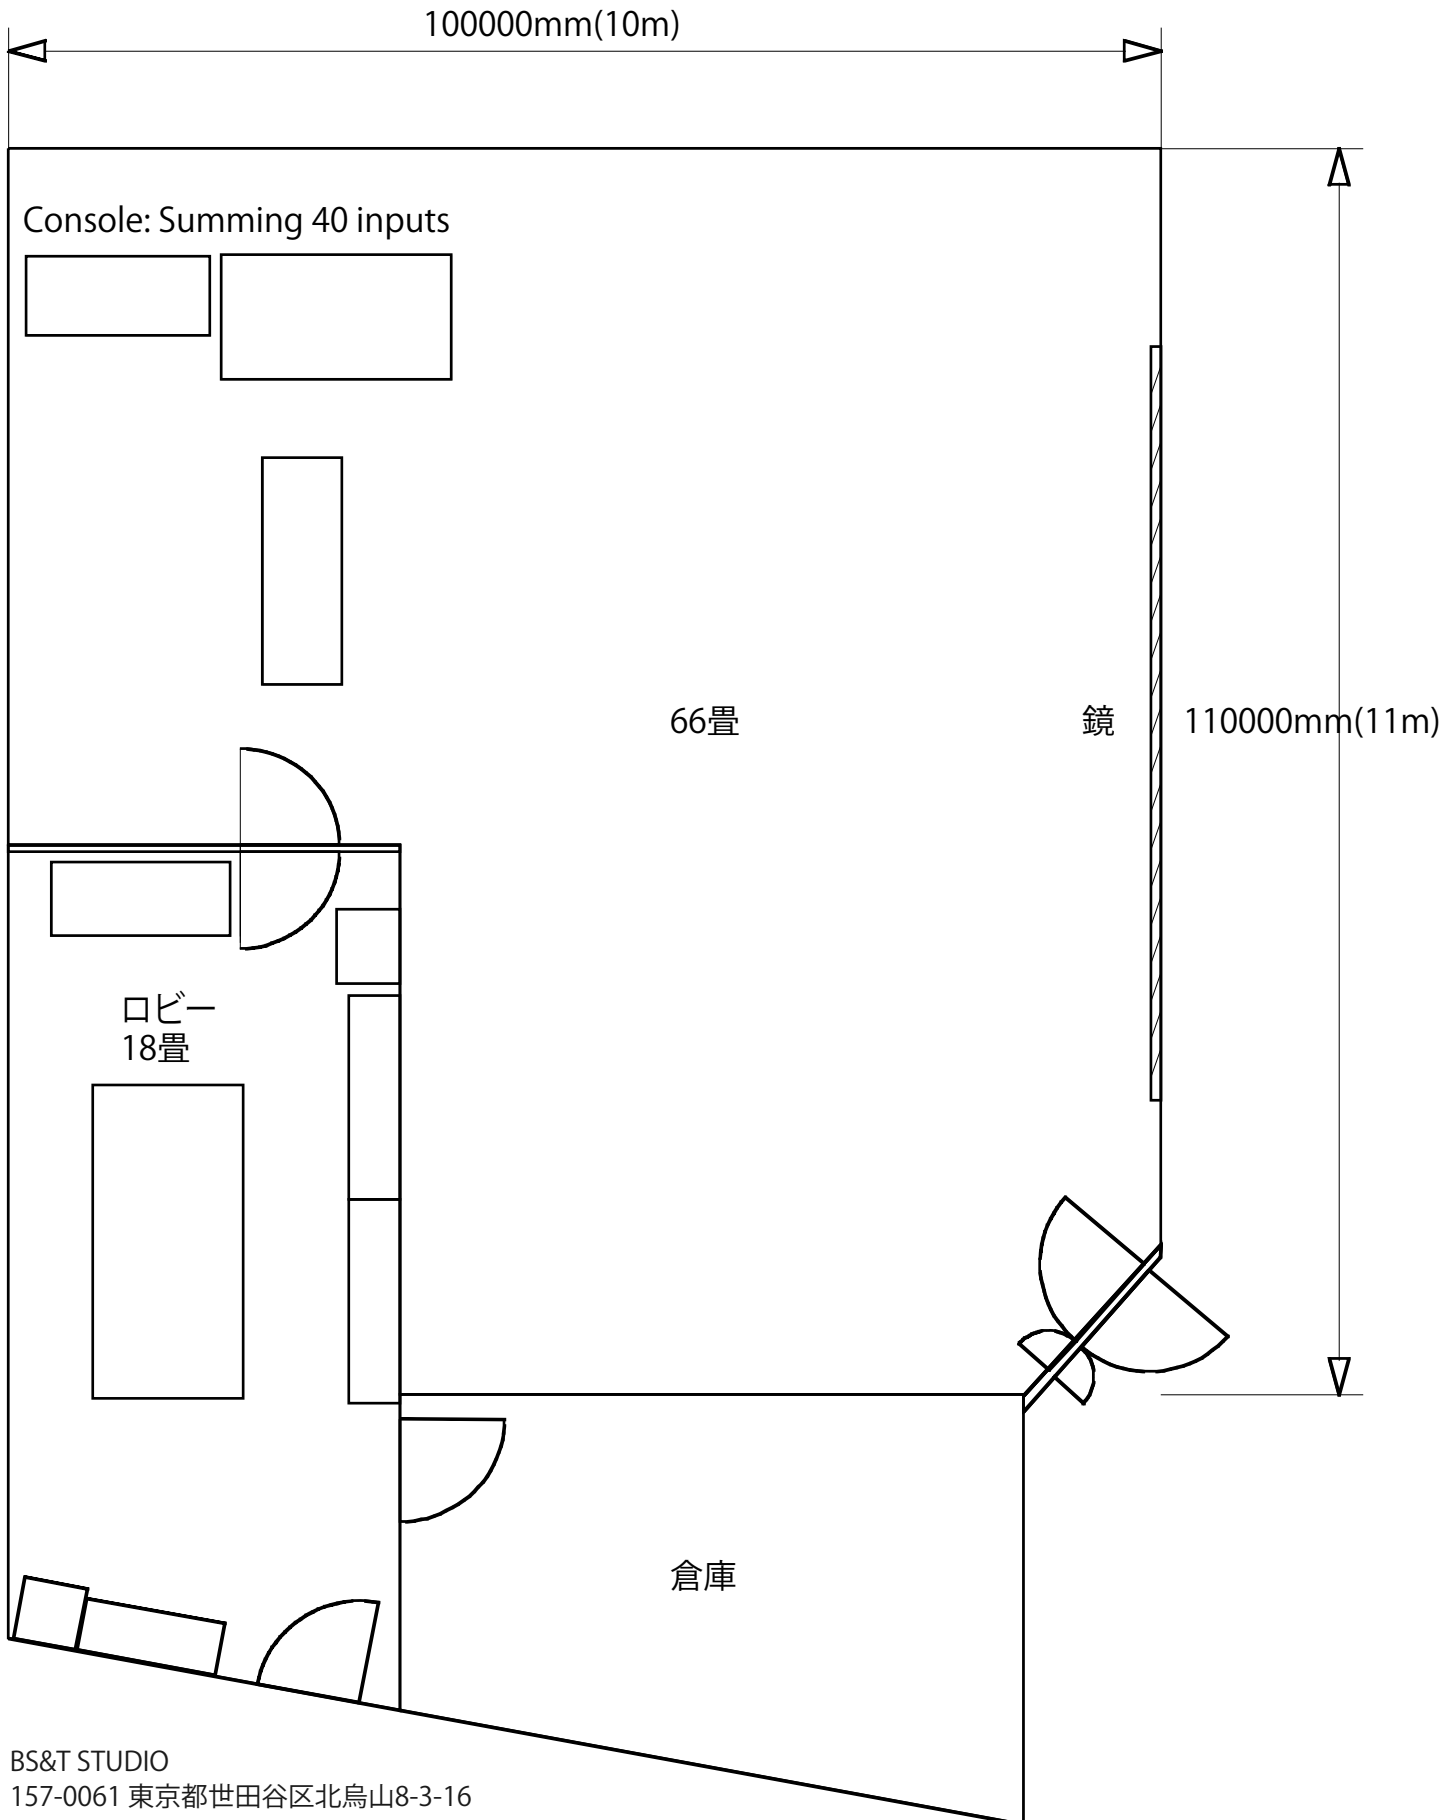 100000mm(10m)
Console: Summing 40 inputs
66畳
鏡
110000mm(11m)
ロビー
18畳
倉庫
BS&T STUDIO
157-0061 東京都世田谷区北烏山8-3-16